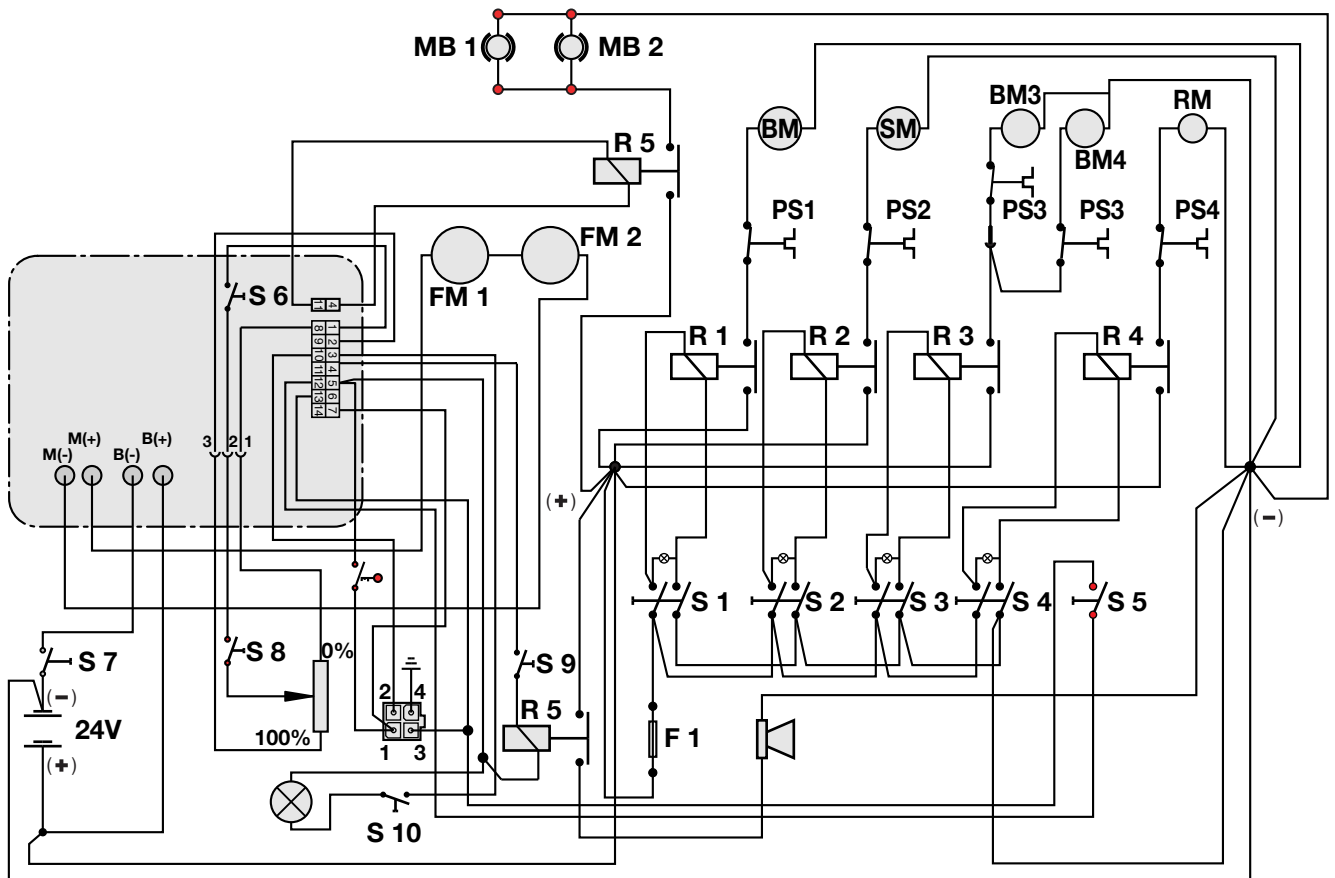 MB 1
MB 2
BM
SM
BM3
BM4
RM
R 5
PS1
PS2
PS3
PS3
PS4
FM 1
FM 2
S 6
11 4
8 1
9 2
10 3
11 4
12 5
13 6
14 7
R 1
R 2
R 3
R 4
3 2 1
M(-)
M(+)
B(-)
B(+)
(+)
(-)
S 1
S 2
S 3
S 4
S 5
S 7
(-)
24V
(+)
S 8
0%
100%
2 4
1 3
S 9
R 5
F 1
S 10